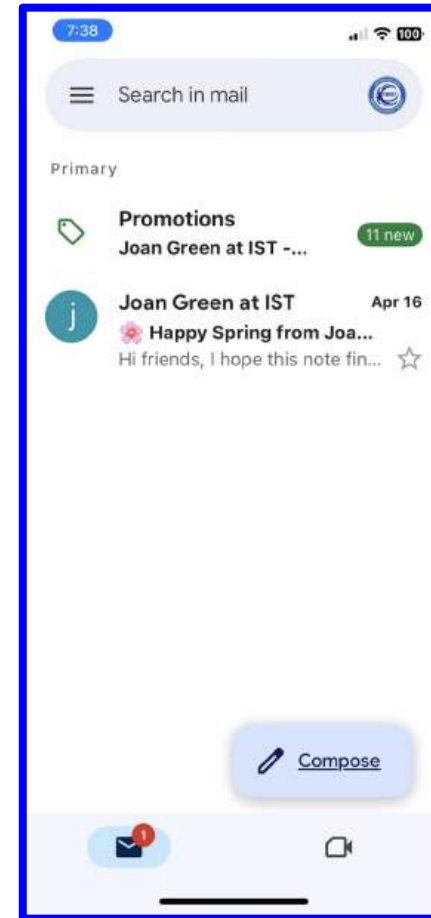 7:38
100
Search in mail
Primary
Promotions
Joan Green at IST -...
11 new
j
Joan Green at IST
Apr 16
🌸 Happy Spring from Joa...
Hi friends, I hope this note fin...
Compose
1